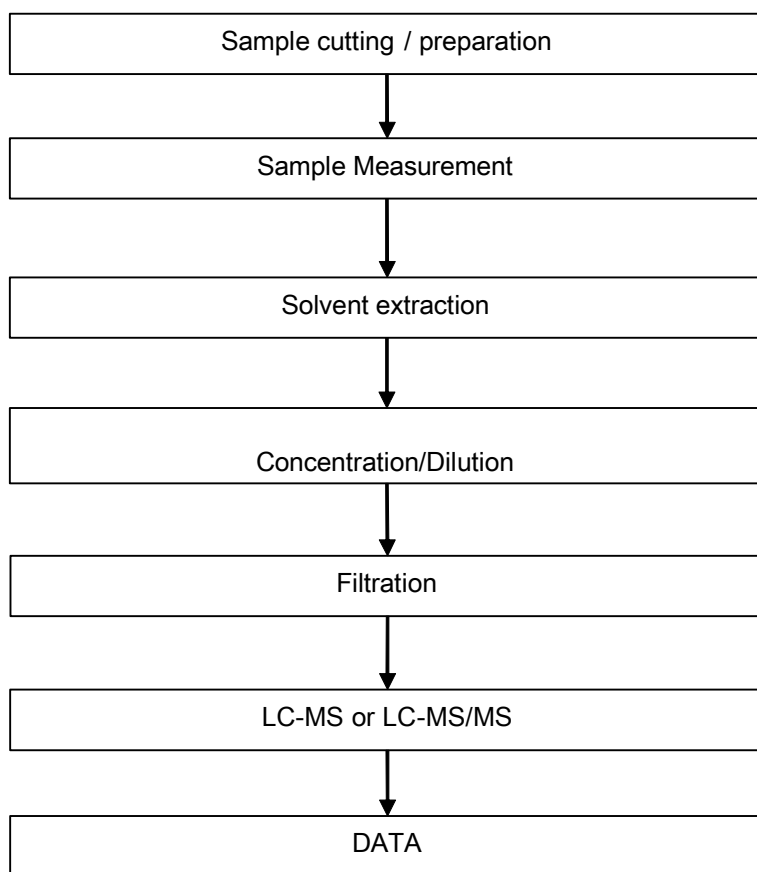 Sample cutting / preparation
Sample Measurement
Solvent extraction
Concentration/Dilution
Filtration
LC-MS or LC-MS/MS
DATA